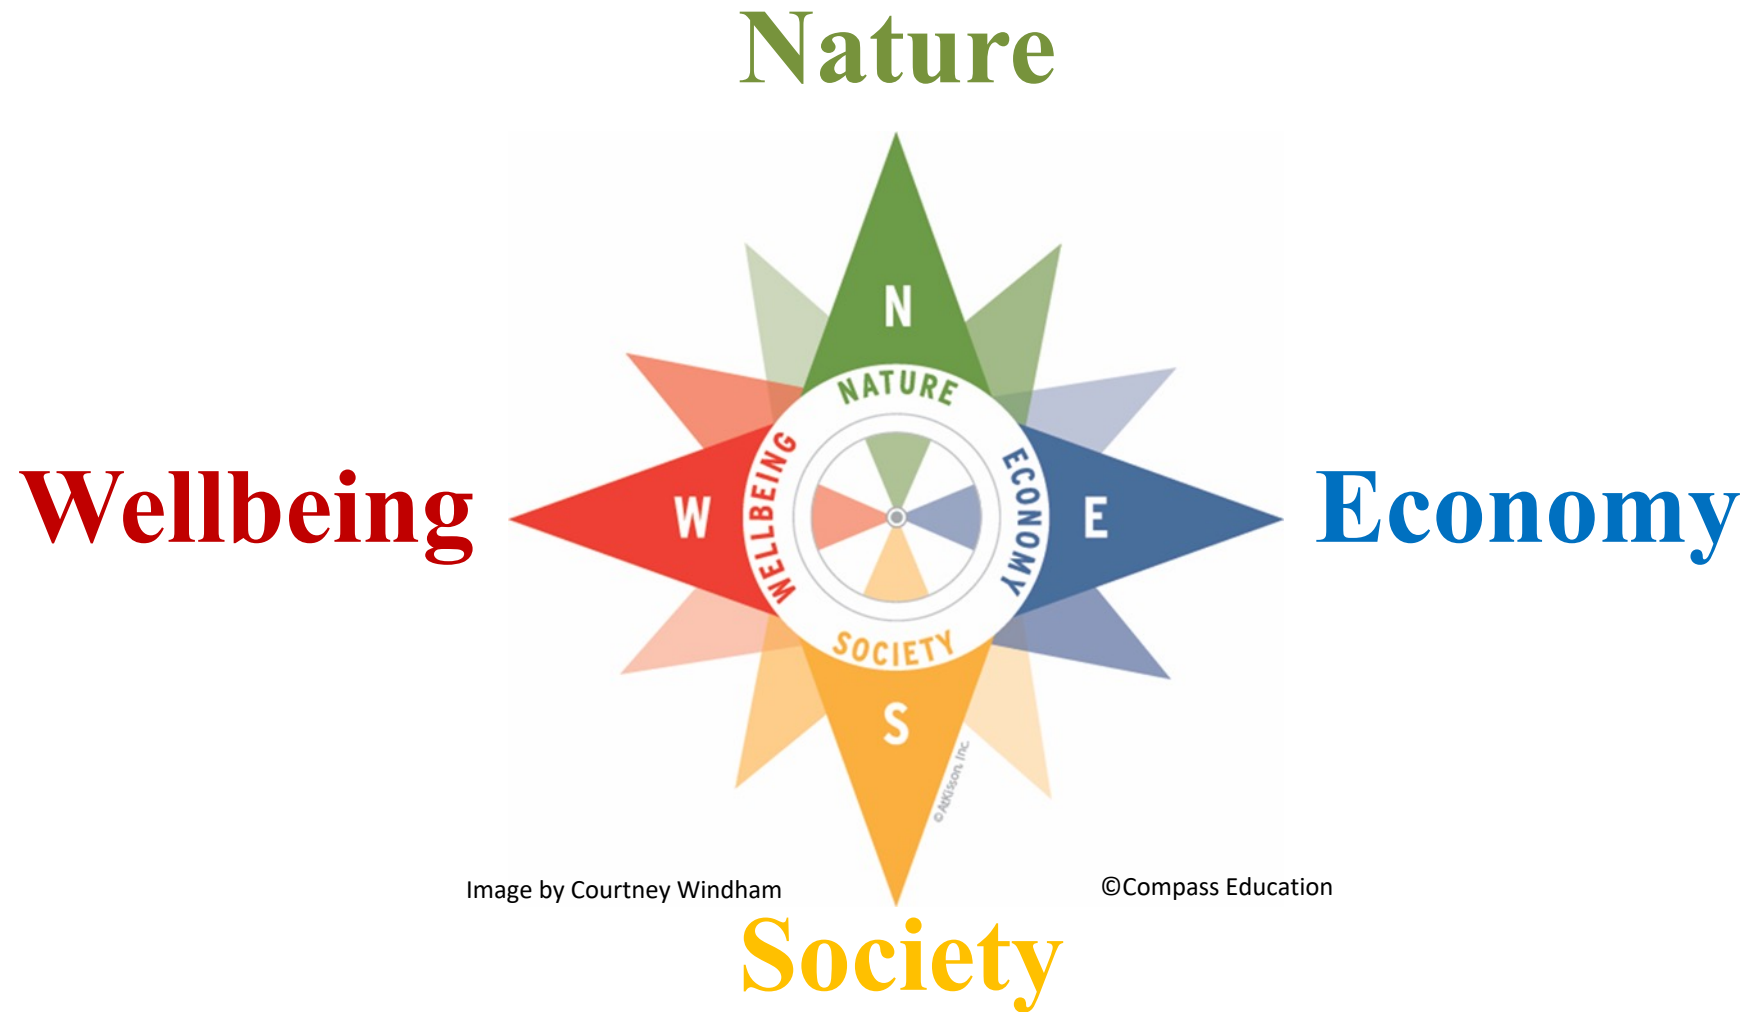 Nature
N
NATURE
Wellbeing
W
WELLBEING
ECONOMY
E
Economy
SOCIETY
S
©AtKisson, Inc.
Image by Courtney Windham
©Compass Education
Society